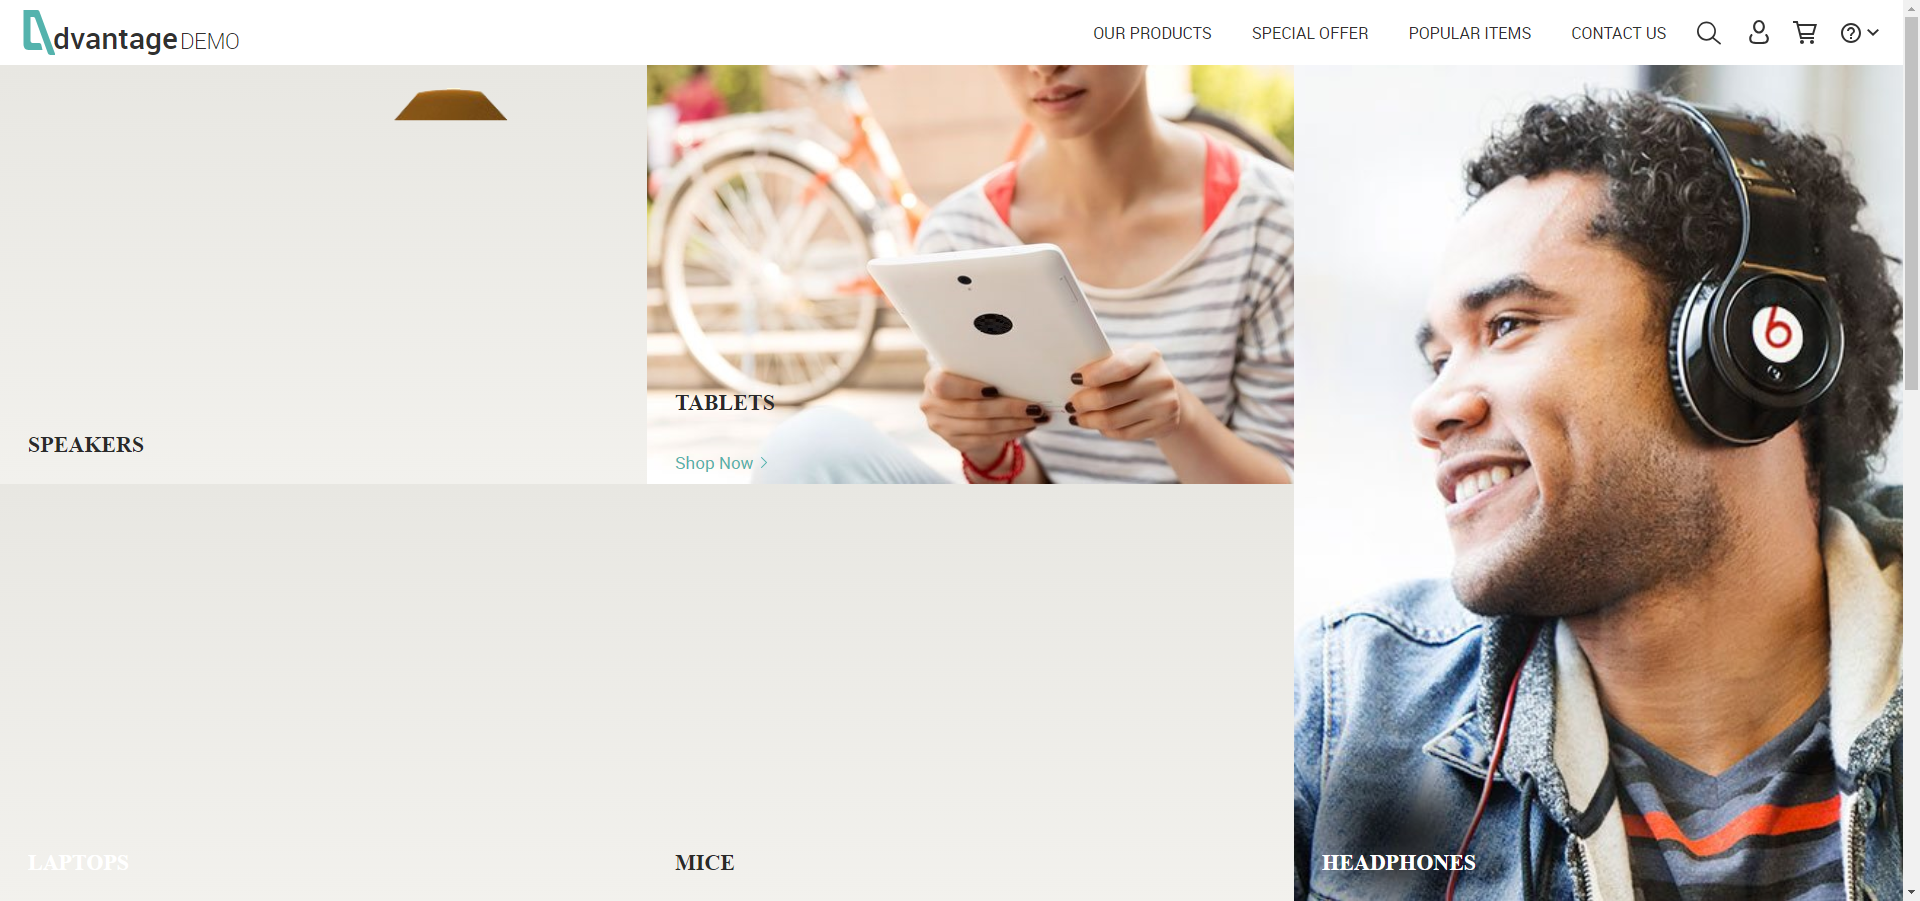 dvantage DEMO
OUR PRODUCTS
SPECIAL OFFER
POPULAR ITEMS
CONTACT US
SPEAKERS
TABLETS
Shop Now
LAPTOPS
MICE
HEADPHONES